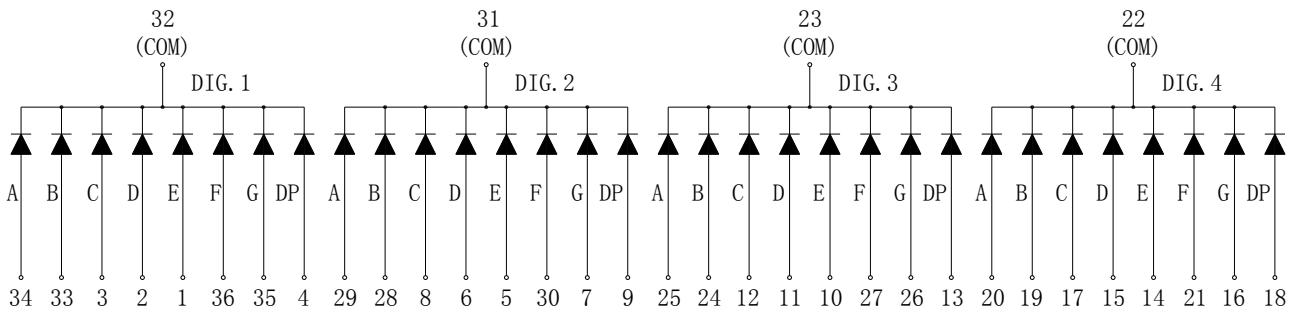 32 31 23 22
(COM) (COM) (COM) (COM)
DIG.1 DIG.2 DIG.3 DIG.4
A B C D E F G DP A B C D E F G DP A B C D E F G DP A B C D E F G DP
34 33 3 2 1 36 35 4 29 28 8 6 5 30 7 9 25 24 12 11 10 27 26 13 20 19 17 15 14 21 16 18